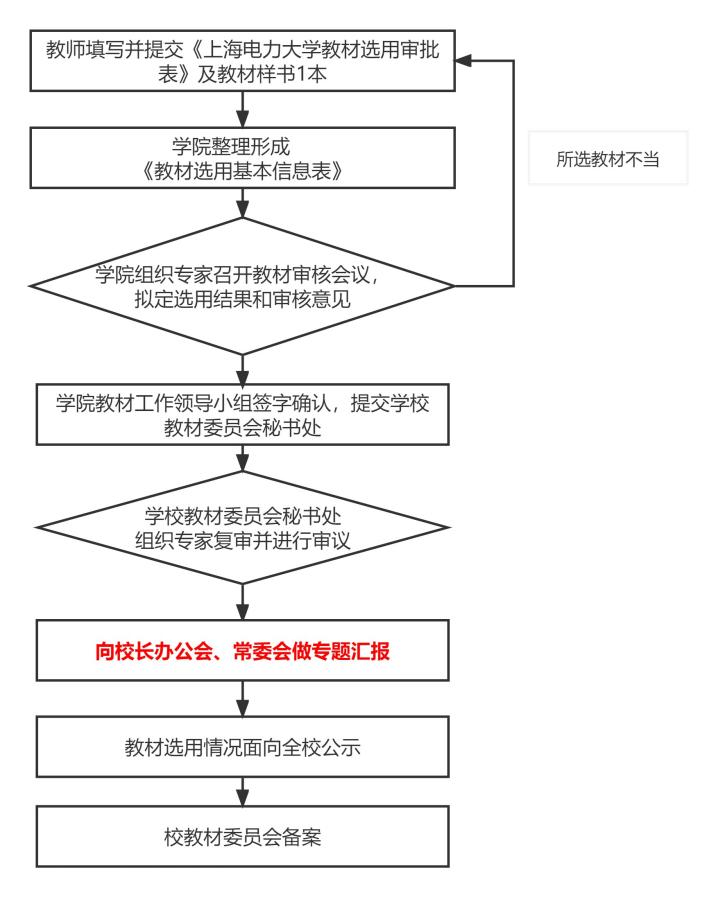 教师填写并提交《上海电力大学教材选用审批
表》及教材样书1本
学院整理形成
《教材选用基本信息表》
所选教材不当
学院组织专家召开教材审核会议，
拟定选用结果和审核意见
学院教材工作领导小组签字确认，提交学校
教材委员会秘书处
学校教材委员会秘书处
组织专家复审并进行审议
向校长办公会、常委会做专题汇报
教材选用情况面向全校公示
校教材委员会备案